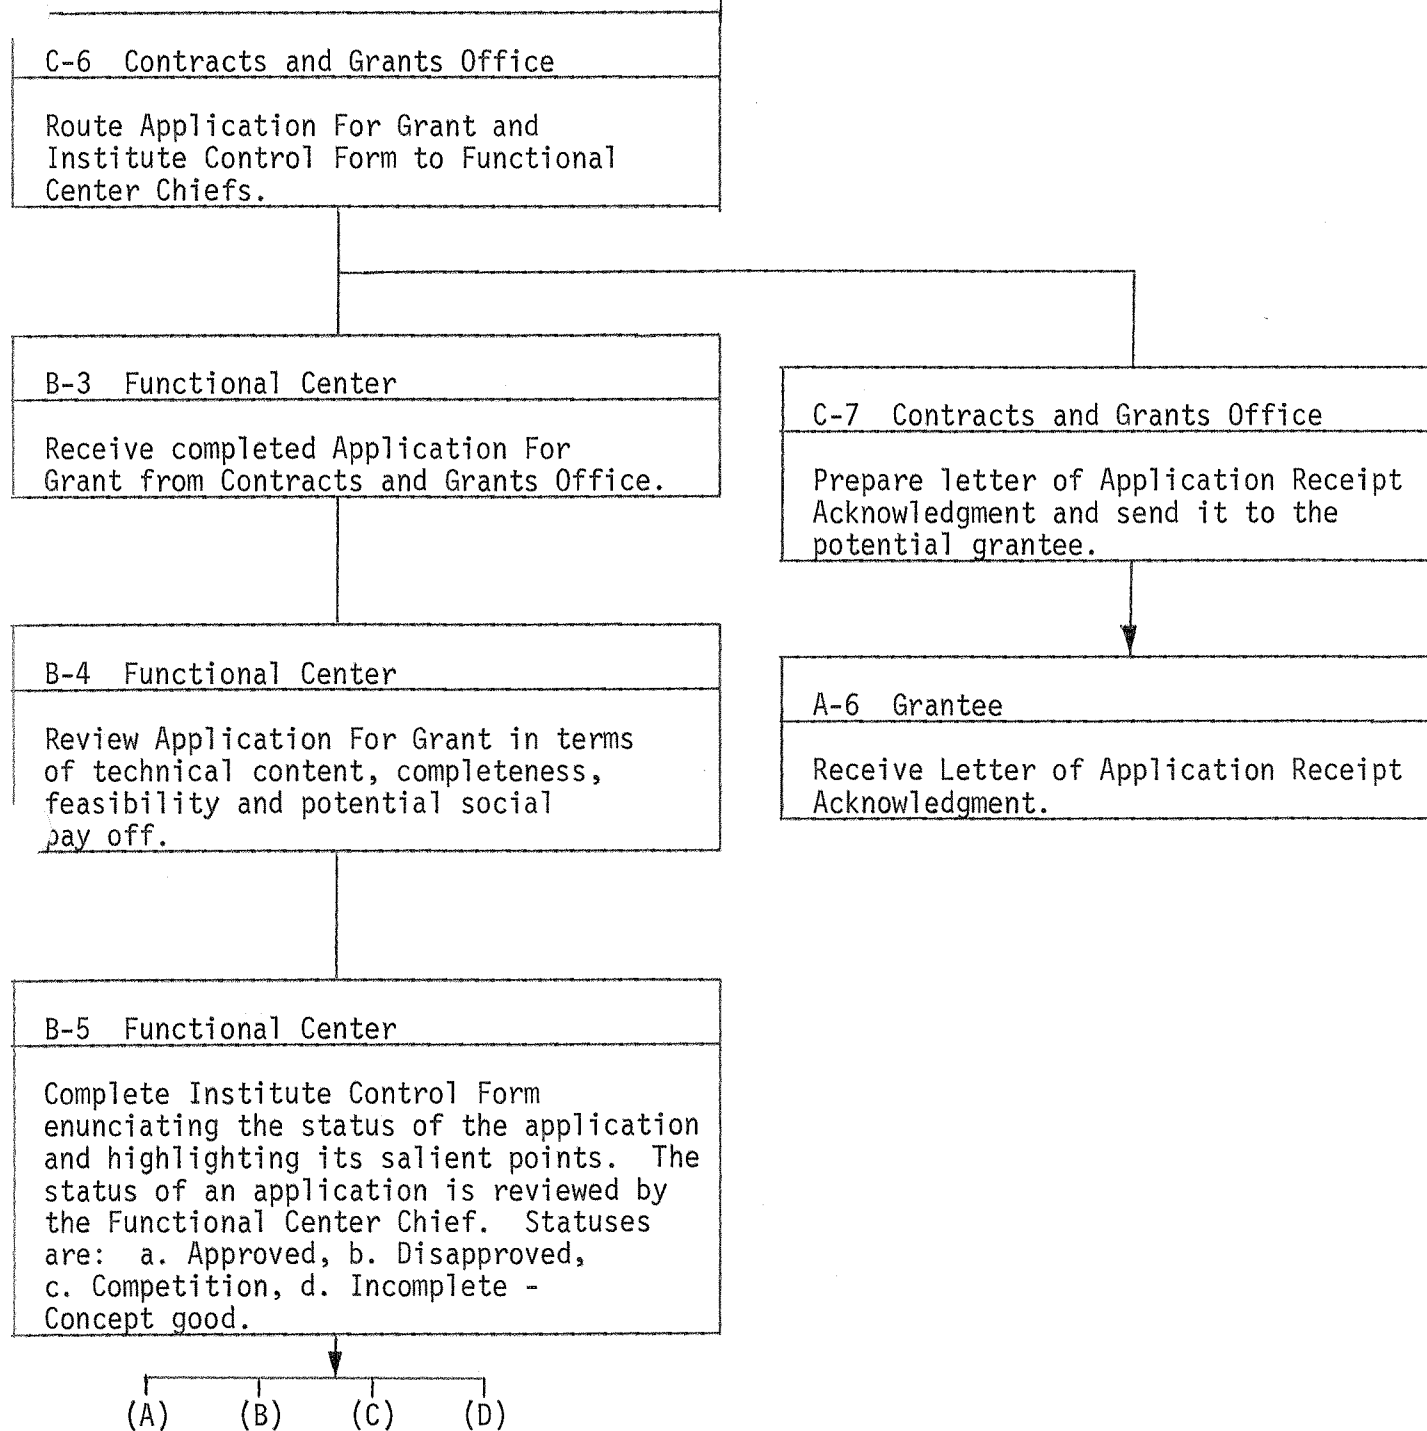 C-6 Contracts and Grants Office
Route Application For Grant and
Institute Control Form to Functional
Center Chiefs.
B-3 Functional Center
Receive completed Application For
Grant from Contracts and Grants Office.
C-7 Contracts and Grants Office
Prepare letter of Application Receipt
Acknowledgment and send it to the
potential grantee.
B-4 Functional Center
Review Application For Grant in terms
of technical content, completeness,
feasibility and potential social
pay off.
A-6 Grantee
Receive Letter of Application Receipt
Acknowledgment.
B-5 Functional Center
Complete Institute Control Form
enunciating the status of the application
and highlighting its salient points. The
status of an application is reviewed by
the Functional Center Chief. Statuses
are: a. Approved, b. Disapproved,
c. Competition, d. Incomplete -
Concept good.
(A) (B) (C) (D)